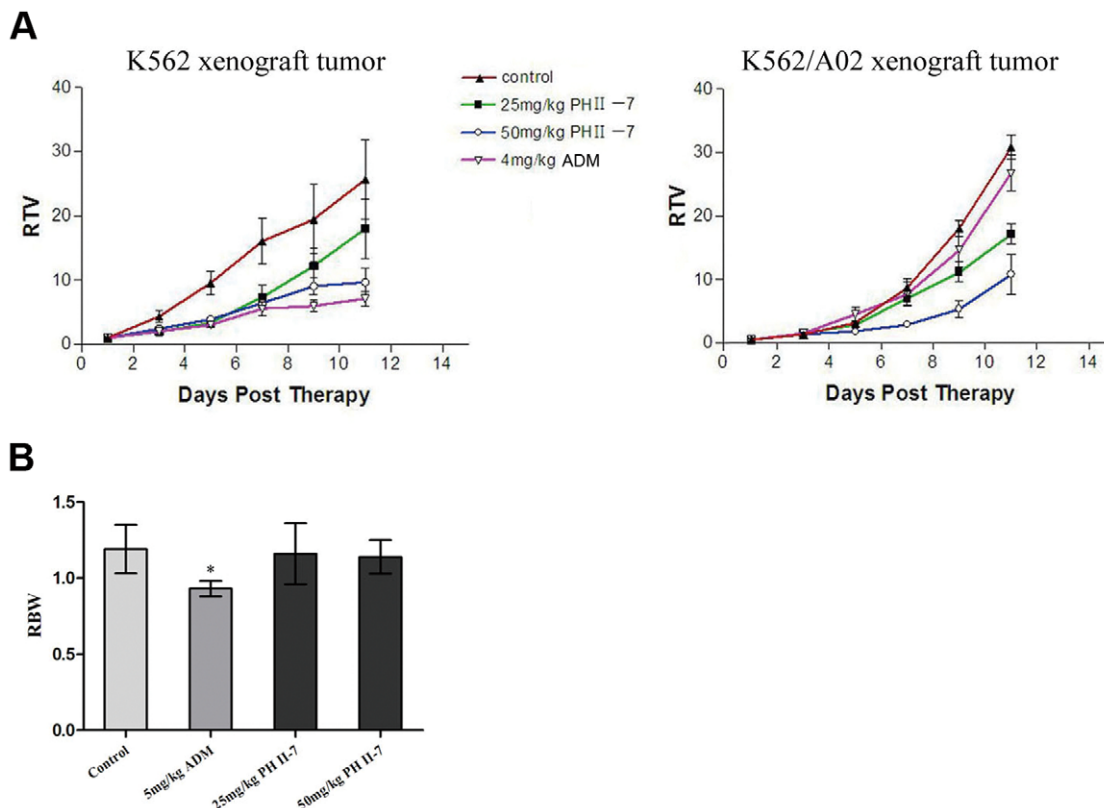 A
K562 xenograft tumor
40
30
20
10
0
RTV
0 2 4 6 8 10 12 14
Days Post Therapy
control
25mg/kg PHⅡ－7
50mg/kg PHⅡ－7
4mg/kg ADM
K562/A02 xenograft tumor
40
30
20
10
0
RTV
0 2 4 6 8 10 12 14
Days Post Therapy
B
1.5
1.0
0.5
0.0
RBW
*
Control
5mg/kg ADM
25mg/kg PH II-7
50mg/kg PH II-7